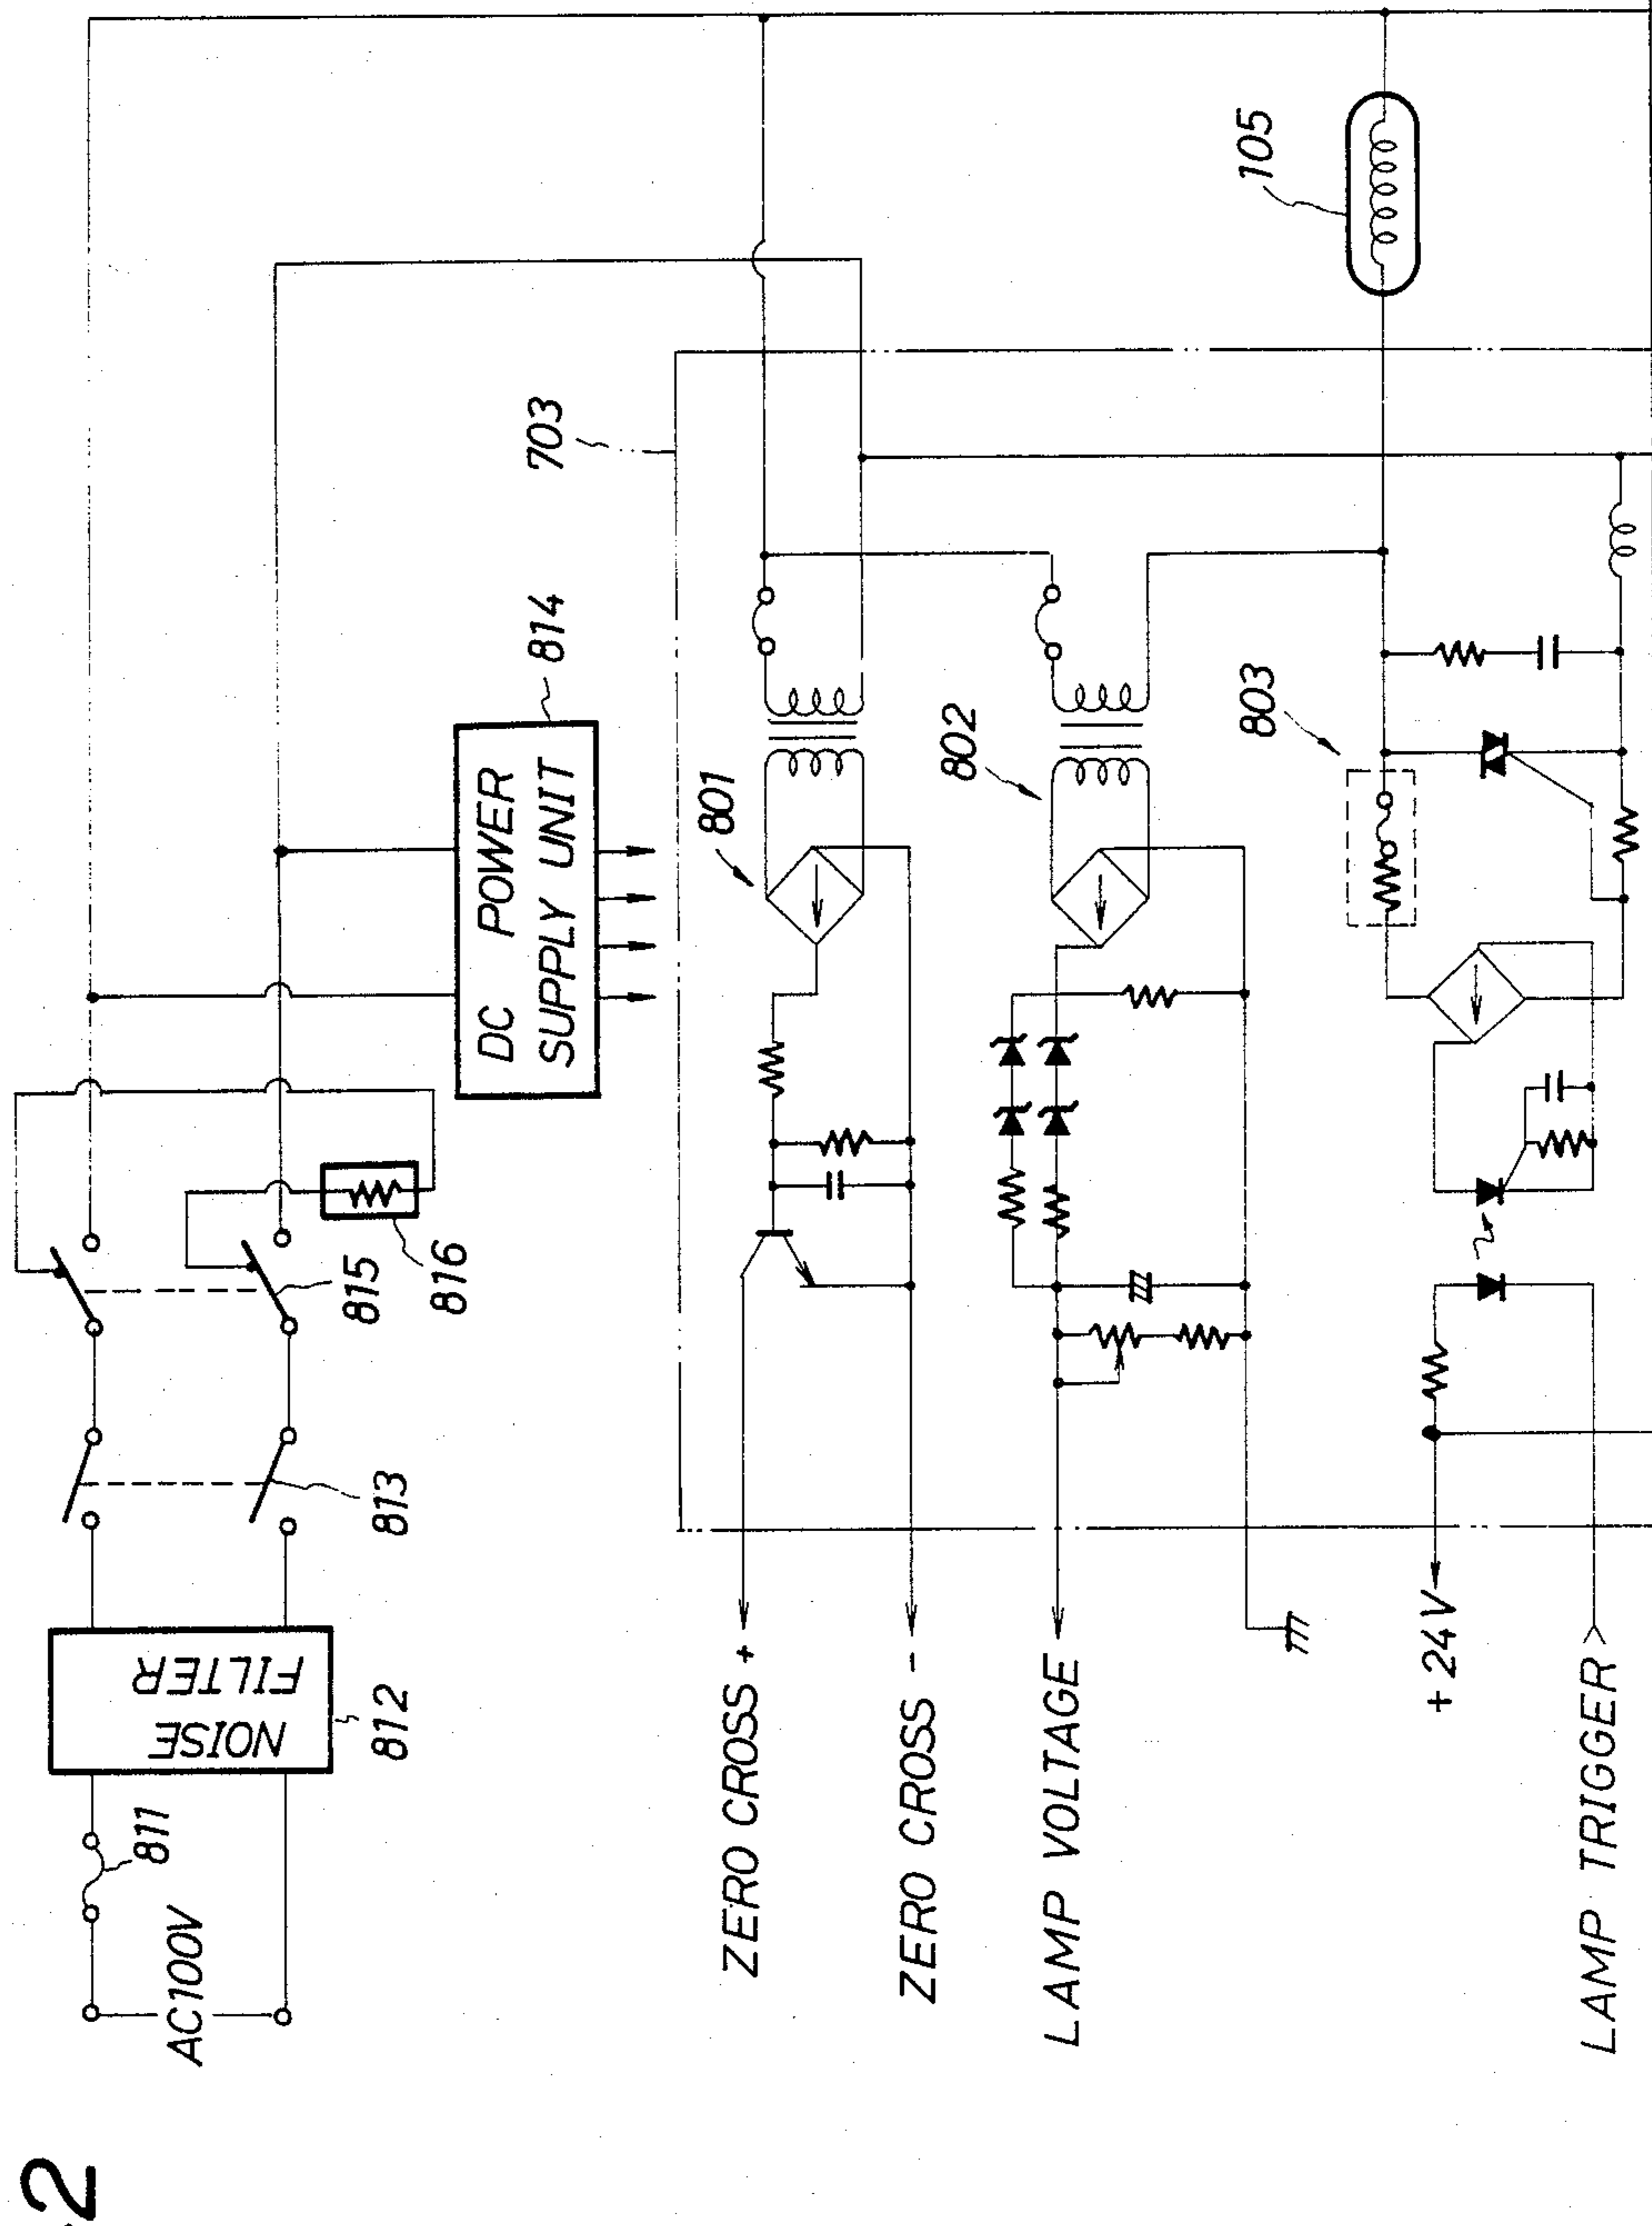 2
AC100V
811
NOISE
FILTER
812
813
815
816
DC POWER
SUPPLY UNIT
814
703
ZERO CROSS +
801
ZERO CROSS -
LAMP VOLTAGE
802
105
803
+24V
LAMP TRIGGER